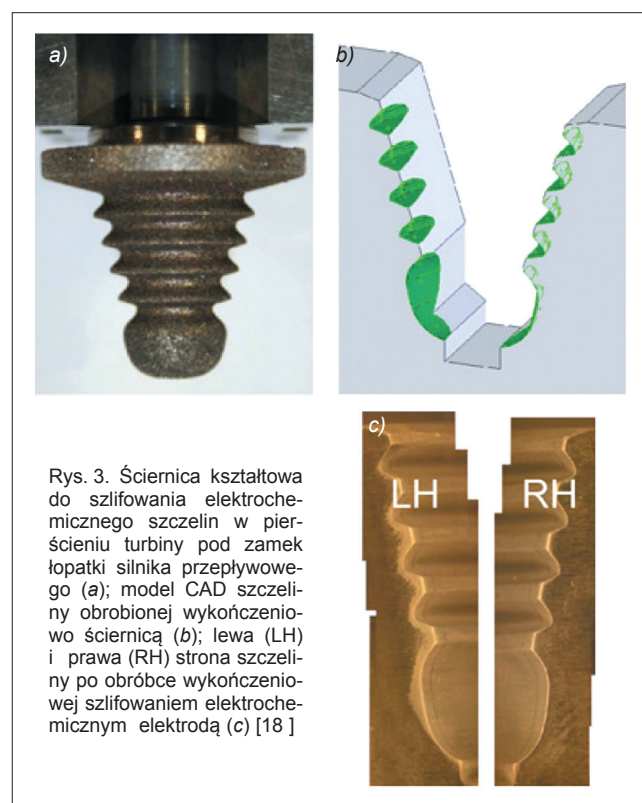 a)
b)
c)
LH RH
Rys. 3. Ściernica kształtowa
do szlifowania elektroche-
micznego szczelin w pier-
ścieniu turbiny pod zamek
łopatki silnika przepływowe-
go (a); model CAD szczeli-
ny obrobionej wykończenio-
wo ściernicą (b); lewa (LH)
i prawa (RH) strona szczeli-
ny po obróbce wykończenio-
wej szlifowaniem elektroche-
micznym elektrodą (c) [18 ]